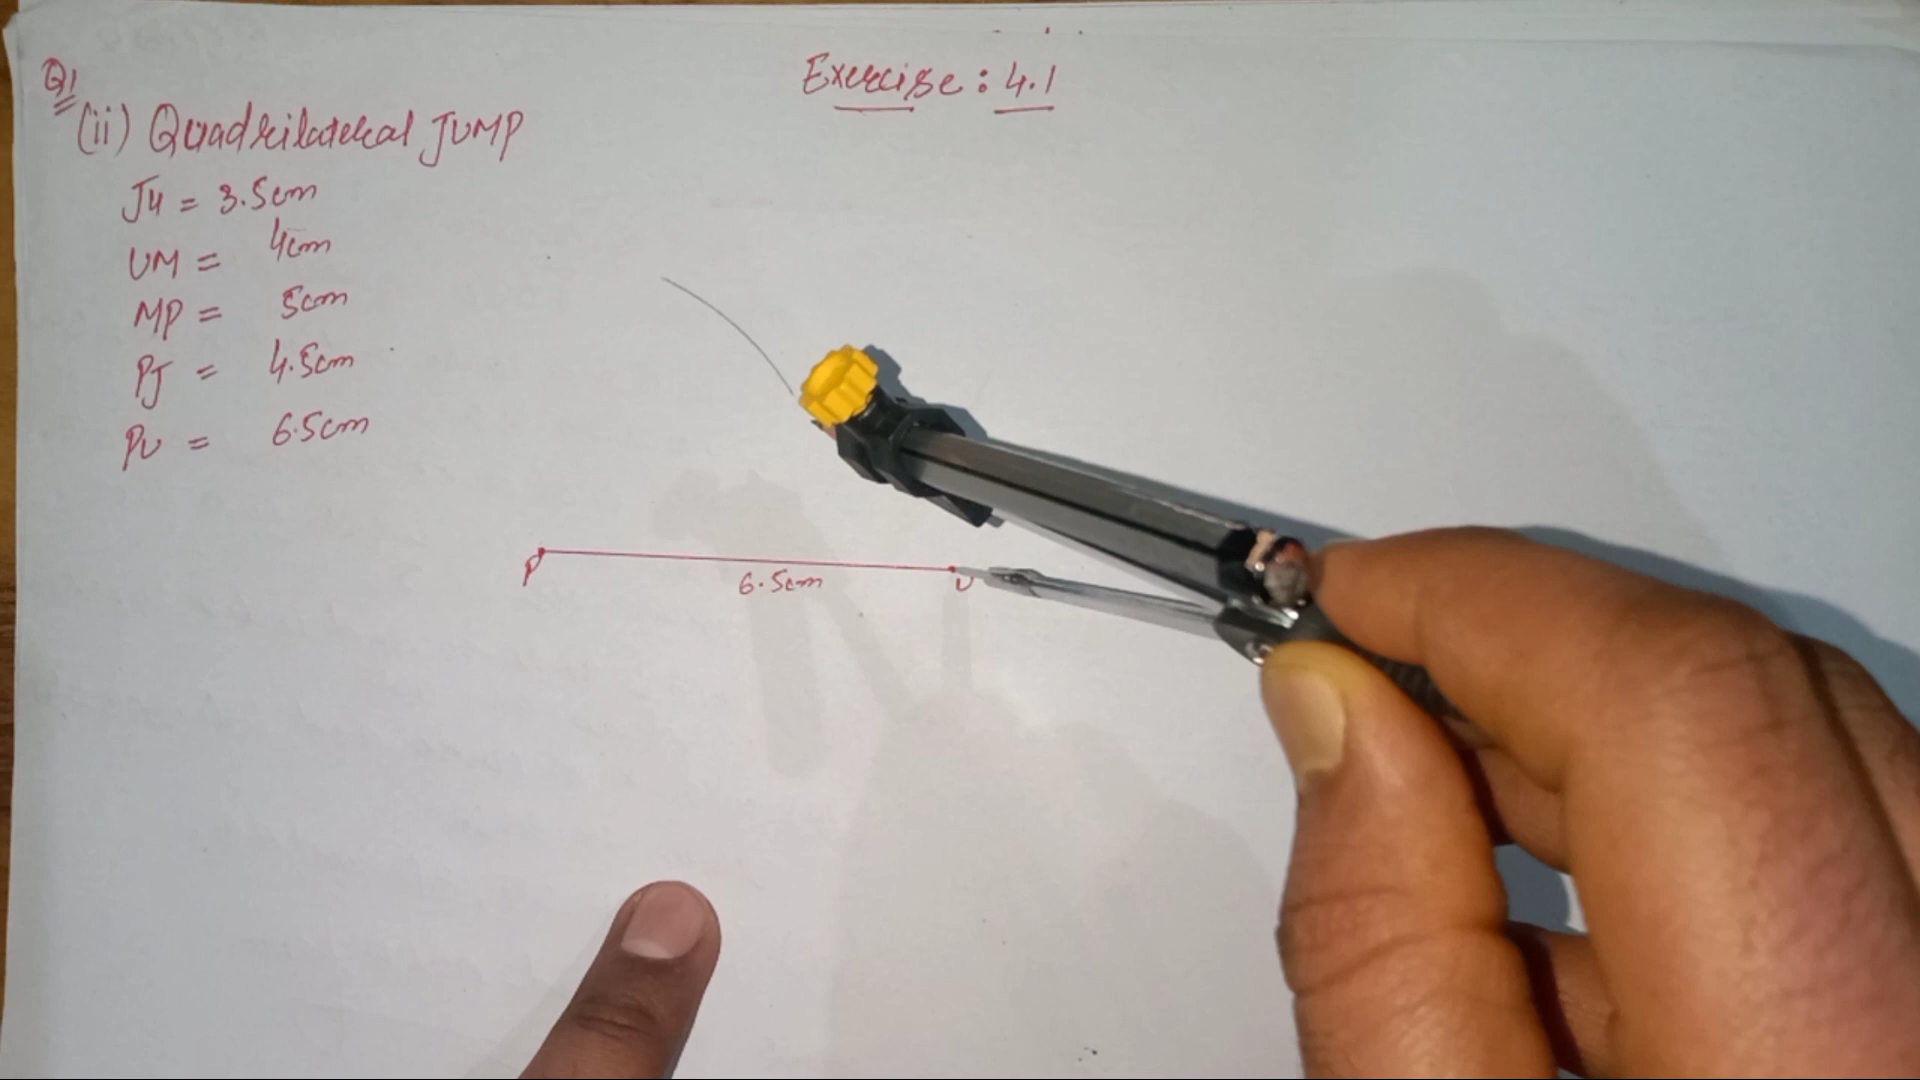 Exercise : 4.1
Q1
(ii) Quadrilateral JUMP
JU = 3.5cm
UM = 4cm
MP = 5cm
PJ = 4.5cm
PU = 6.5cm
P 6.5cm U